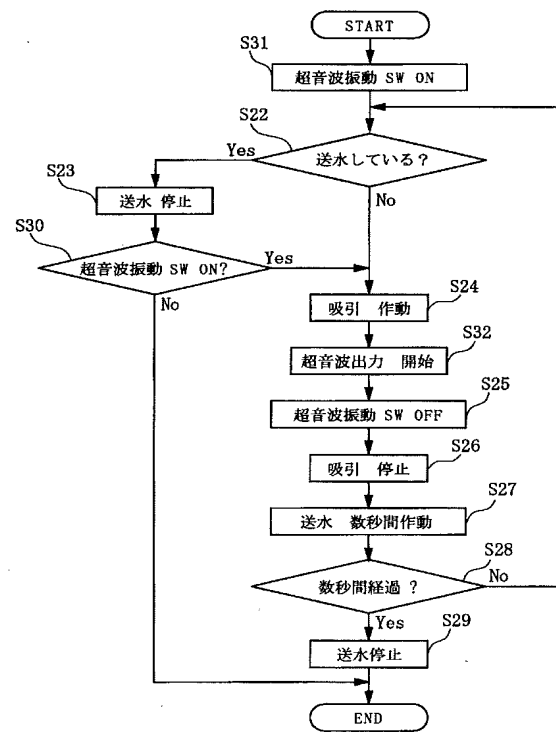 START
S31
超音波振動 SW ON
S22
送水している？
Yes
No
S23
送水 停止
S30
超音波振動 SW ON?
Yes
No
S24
吸引 作動
S32
超音波出力 開始
S25
超音波振動 SW OFF
S26
吸引 停止
S27
送水 数秒間作動
S28
数秒間経過 ?
No
Yes
S29
送水停止
END